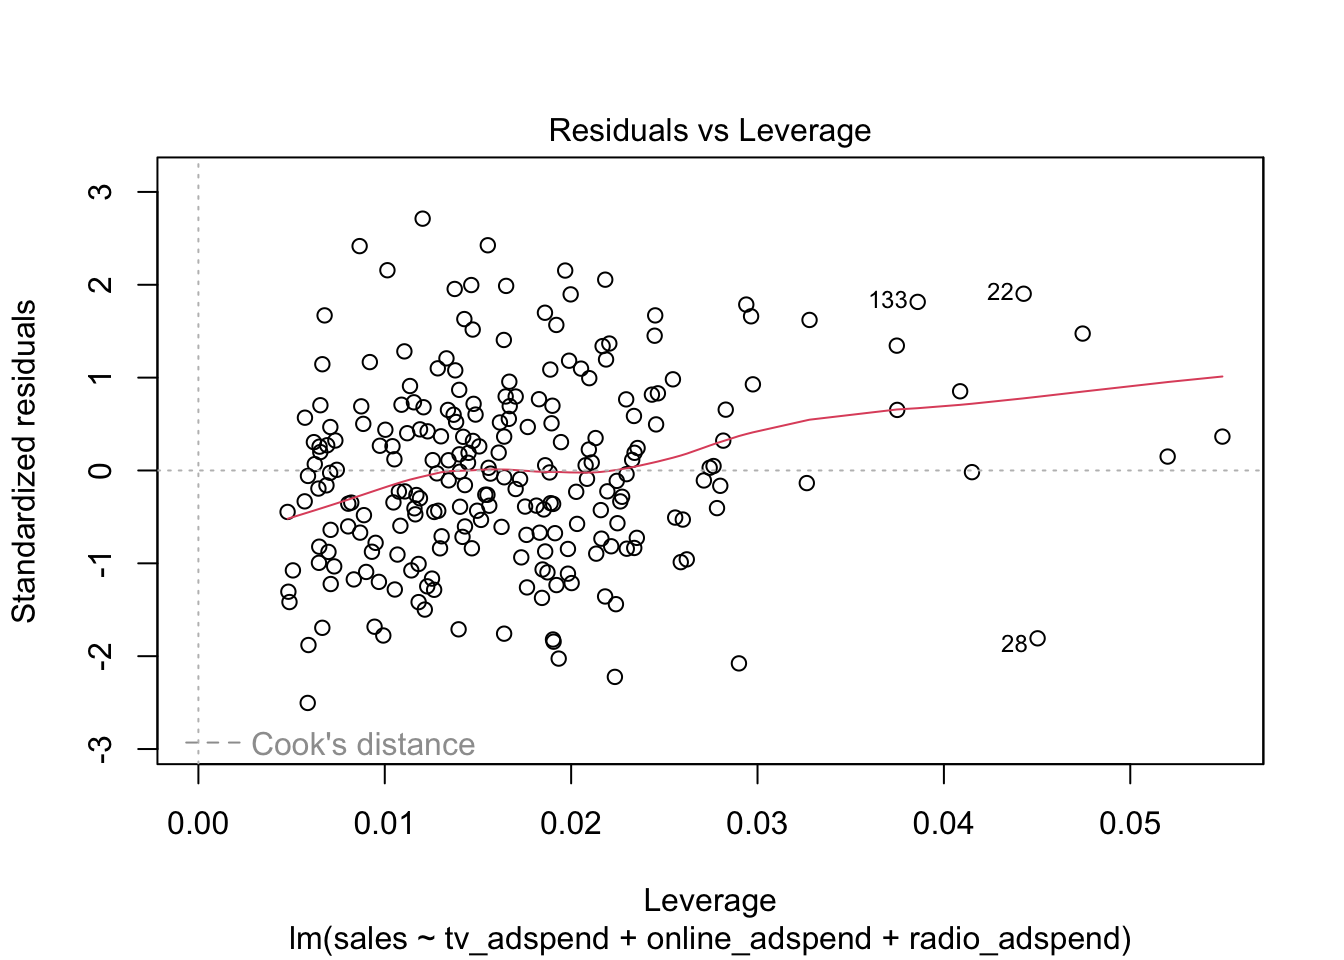 Residuals vs Leverage
Standardized residuals
3
2
1
0
-1
-2
-3
133
22
28
Cook's distance
0.00 0.01 0.02 0.03 0.04 0.05
Leverage
lm(sales ~ tv_adspend + online_adspend + radio_adspend)